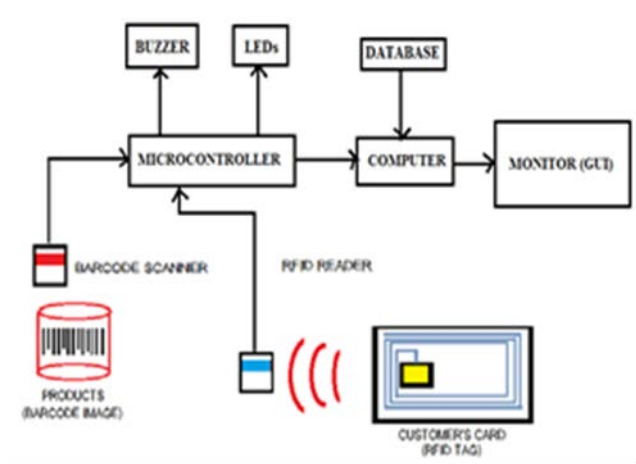 BUZZER
LEDs
DATABASE
MICROCONTROLLER
COMPUTER
MONITOR (GUI)
BARCODE SCANNER
RFID READER
PRODUCTS
(BARCODE IMAGE)
CUSTOMER'S CARD
(RFID TAG)